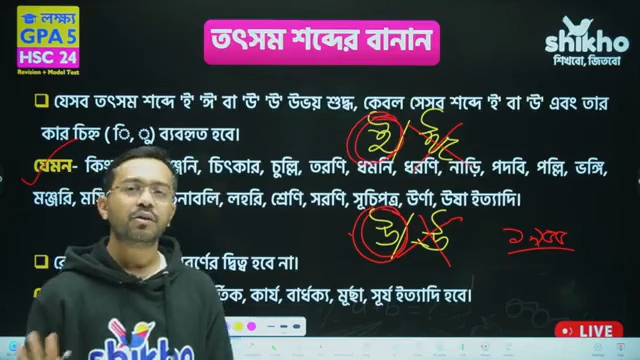 লক্ষ্য
GPA 5
HSC 24
Revision + Model Test
তৎসম শব্দের বানান
shikho
শিখবো, জিতবো
যেসব তৎসম শব্দে 'ই' 'ঈ' বা 'উ' 'উ' উভয় শুদ্ধ, কেবল সেসব শব্দে 'ই' বা 'উ' এবং তার
কার চিহ্ন ( ি, ু ) ব্যবহৃত হবে।
ই / ঈ
যেমন- চিৎকার, চুল্লি, তরণি, ধমনি, ধরণি, নাড়ি, পদবি, পল্লি, ভঙ্গি,
মঞ্জরি, লহরি, শ্রেণি, সরণি, সূচিপত্র, উর্ণা, উষা ইত্যাদি।
উ / ঊ
দ্বিত্ব হবে না।
কার্য, বার্ধক্য, মূর্ছা, সূর্য ইত্যাদি হবে।
shikho
LIVE